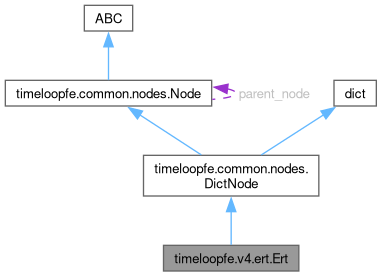 ABC
timeloopfe.common.nodes.Node
parent_node
dict
timeloopfe.common.nodes.
DictNode
timeloopfe.v4.ert.Ert